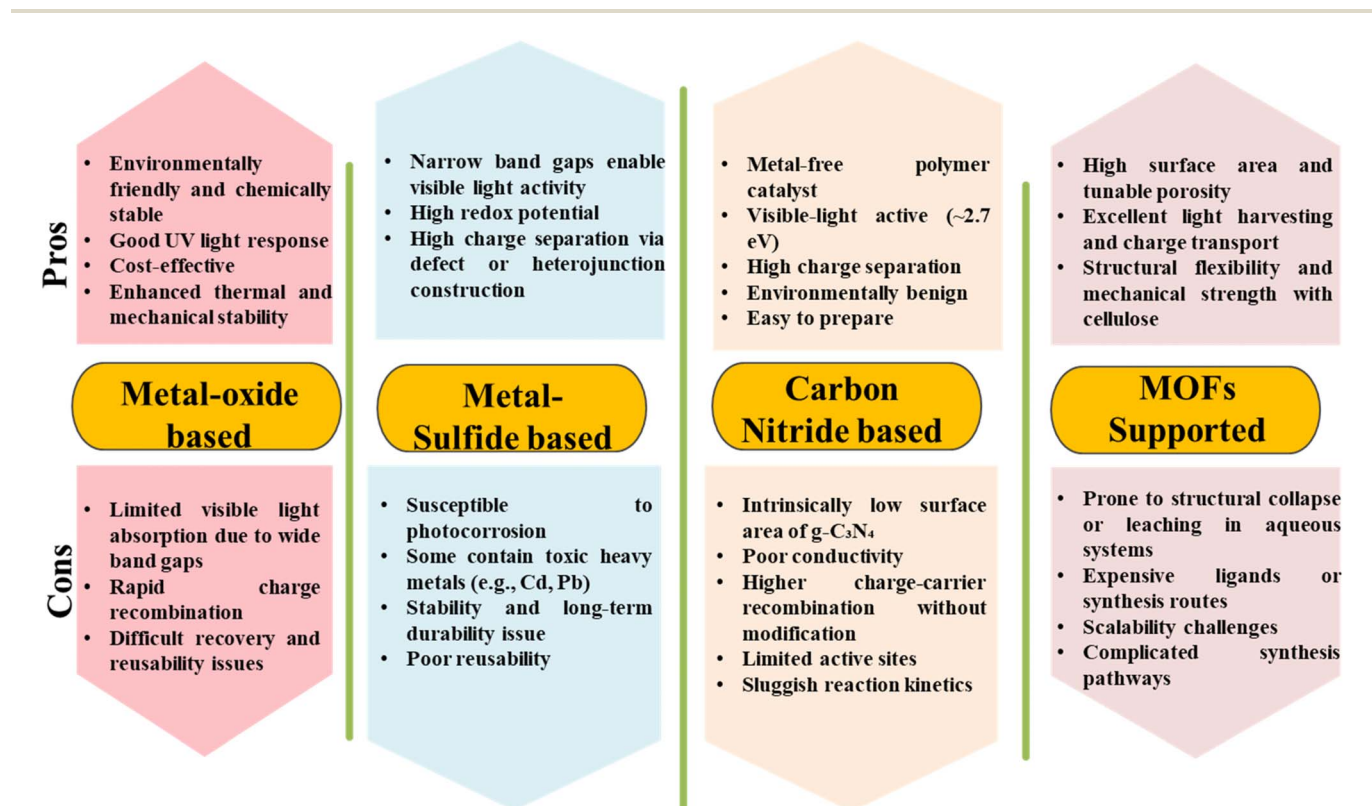 Pros
• Environmentally
friendly and chemically
stable
• Good UV light response
• Cost-effective
• Enhanced thermal and
mechanical stability
Metal-oxide
based
Cons
• Limited visible light
absorption due to wide
band gaps
• Rapid charge
recombination
• Difficult recovery and
reusability issues
• Narrow band gaps enable
visible light activity
• High redox potential
• High charge separation via
defect or heterojunction
construction
Metal-
Sulfide based
• Susceptible to
photocorrosion
• Some contain toxic heavy
metals (e.g., Cd, Pb)
• Stability and long-term
durability issue
• Poor reusability
• Metal-free polymer
catalyst
• Visible-light active (~2.7
eV)
• High charge separation
• Environmentally benign
• Easy to prepare
Carbon
Nitride based
• Intrinsically low surface
area of g-C₃N₄
• Poor conductivity
• Higher charge-carrier
recombination without
modification
• Limited active sites
• Sluggish reaction kinetics
• High surface area and
tunable porosity
• Excellent light harvesting
and charge transport
• Structural flexibility and
mechanical strength with
cellulose
MOFs
Supported
• Prone to structural collapse
or leaching in aqueous
systems
• Expensive ligands or
synthesis routes
• Scalability challenges
• Complicated synthesis
pathways